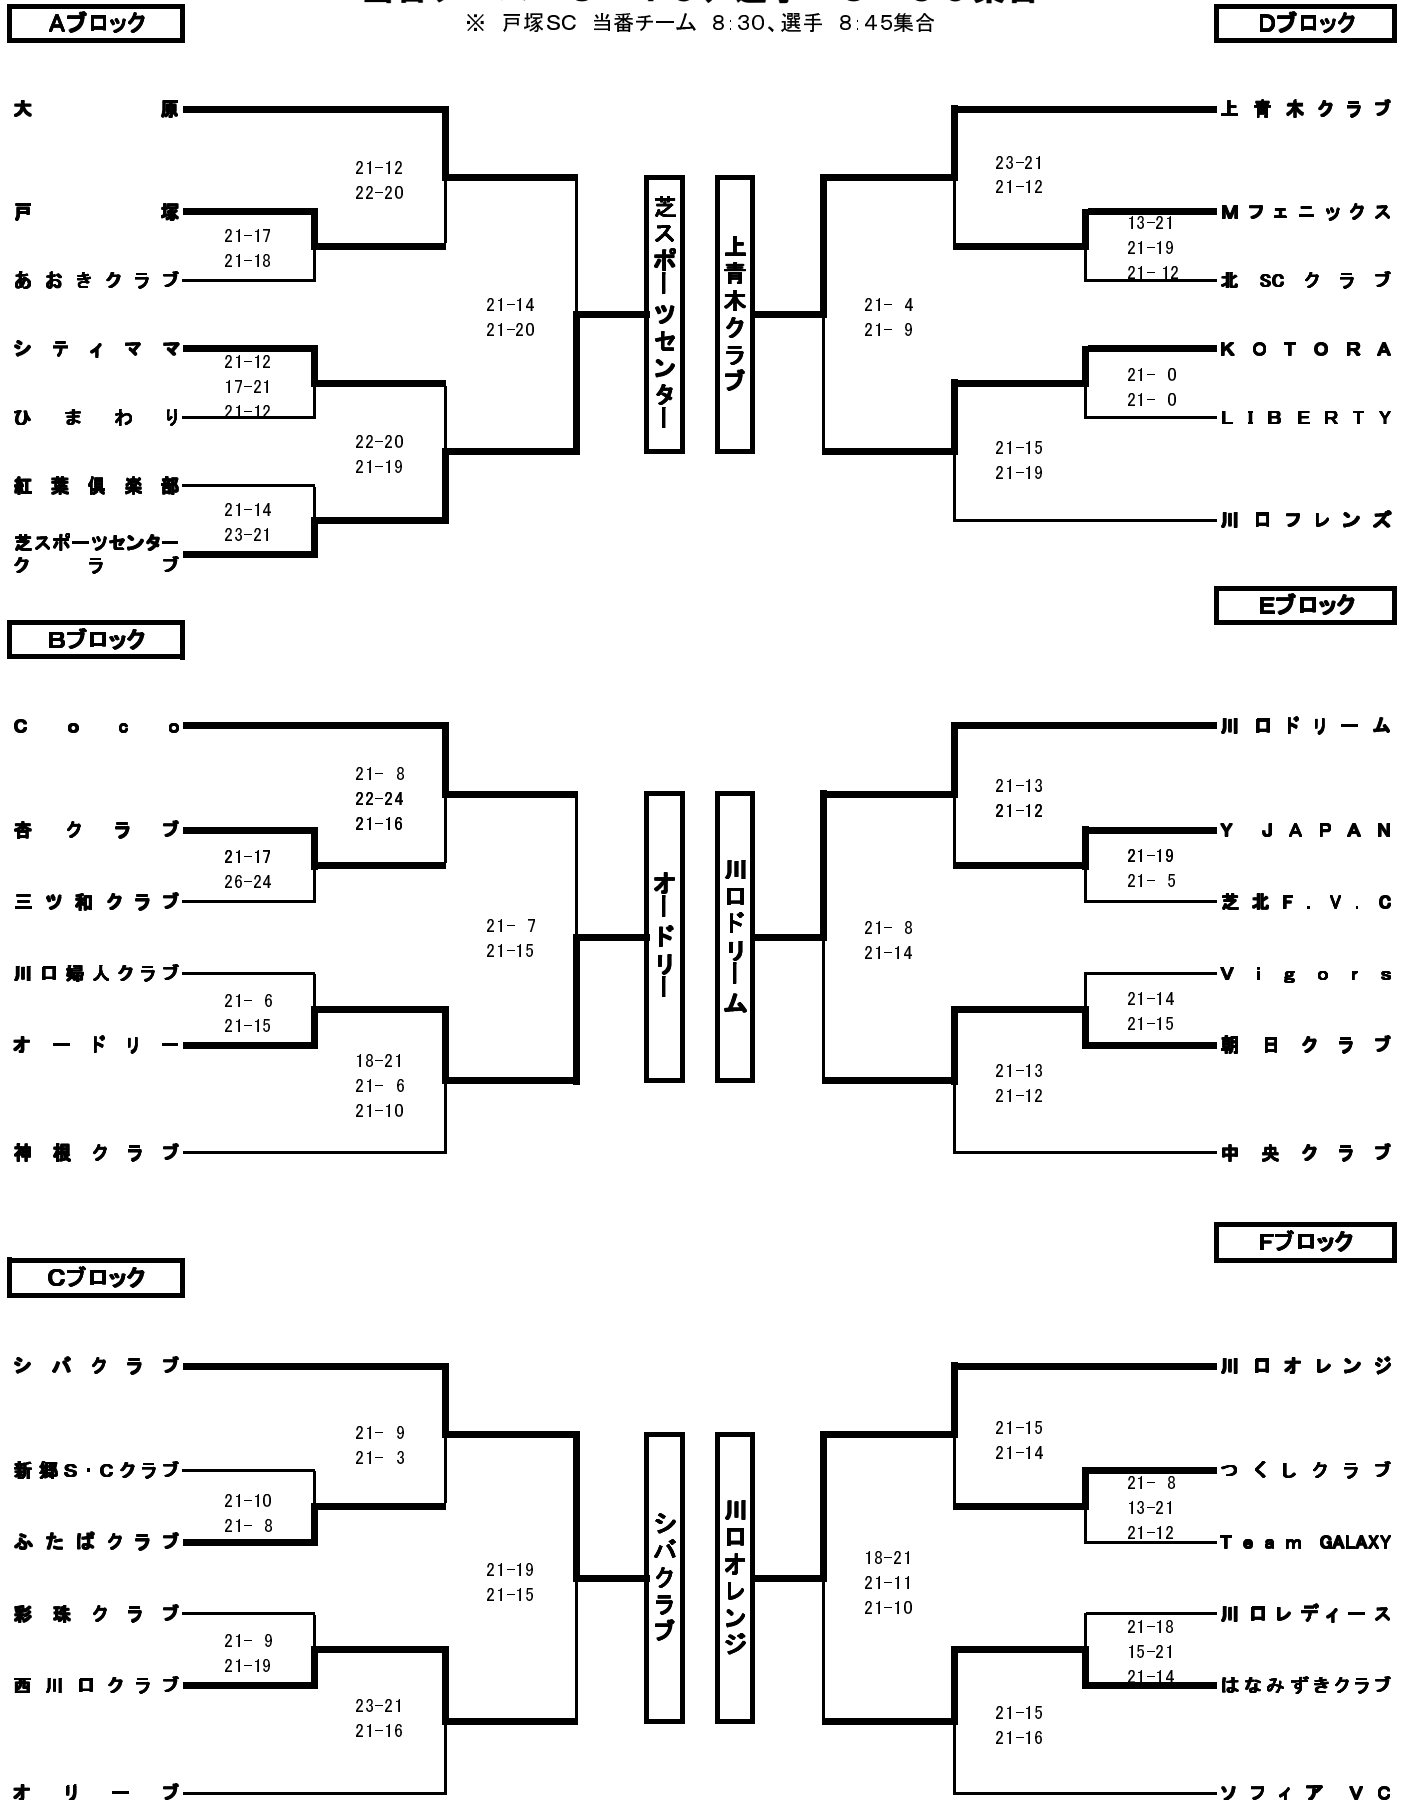 ※ 戸塚SC 当番チーム 8:30、選手 8:45集合
Aブロック
大原
戸塚
あおきクラブ
シティママ
ひまわり
紅葉倶楽部
芝スポーツセンター
クラブ
21-12
22-20
21-17
21-18
21-14
21-20
21-12
17-21
21-12
22-20
21-19
21-14
23-21
芝スポーツセンター
Dブロック
上青木クラブ
Mフェニックス
北SCクラブ
KOTORA
LIBERTY
川口フレンズ
23-21
21-12
13-21
21-19
21-12
21- 4
21- 9
21- 0
21- 0
21-15
21-19
上青木クラブ
Bブロック
Coco
杏クラブ
三ツ和クラブ
川口婦人クラブ
オードリー
神根クラブ
21- 8
22-24
21-16
21-17
26-24
21- 7
21-15
21- 6
21-15
18-21
21- 6
21-10
オードリー
Eブロック
川口ドリーム
Y JAPAN
芝北F.V.C
Vigors
朝日クラブ
中央クラブ
21-13
21-12
21-19
21- 5
21- 8
21-14
21-14
21-15
21-13
21-12
川口ドリーム
Cブロック
シバクラブ
新郷S・Cクラブ
ふたばクラブ
彩珠クラブ
西川口クラブ
オリーブ
21- 9
21- 3
21-10
21- 8
21-19
21-15
21- 9
21-19
23-21
21-16
シバクラブ
Fブロック
川口オレンジ
つくしクラブ
Team GALAXY
川口レディース
はなみずきクラブ
ソフィアVC
21-15
21-14
21- 8
13-21
21-12
18-21
21-11
21-10
21-18
15-21
21-14
21-15
21-16
川口オレンジ